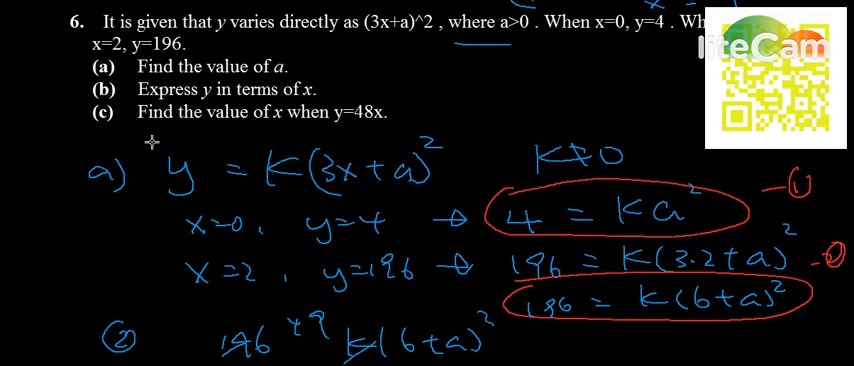 6. It is given that y varies directly as (3x+a)^2 , where a>0 . When x=0, y=4 . Wh
x=2, y=196.
(a) Find the value of a.
(b) Express y in terms of x.
(c) Find the value of x when y=48x.
iteCam
a) y = k(3x+a)² k≠0
x=0, y=4 → 4 = ka² —(1)
x=2, y=196 → 196 = k(3·2+a)² —(2)
196 = k(6+a)²
(2) 196 49 k(6+a)²